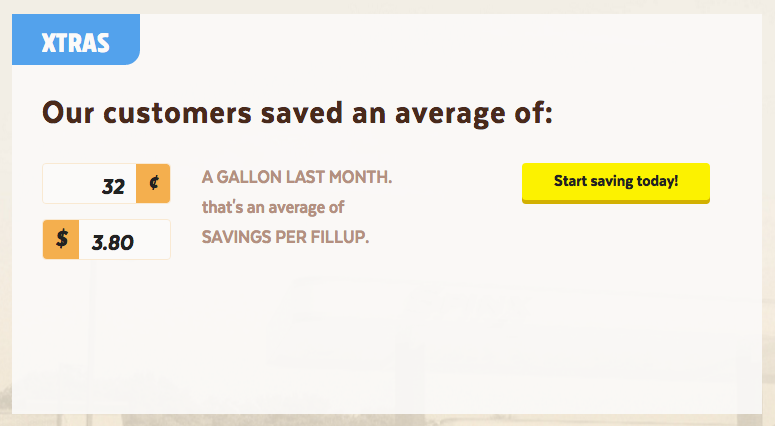 XTRAS
Our customers saved an average of:
32 ¢
A GALLON LAST MONTH.
that's an average of
$ 3.80
SAVINGS PER FILLUP.
Start saving today!